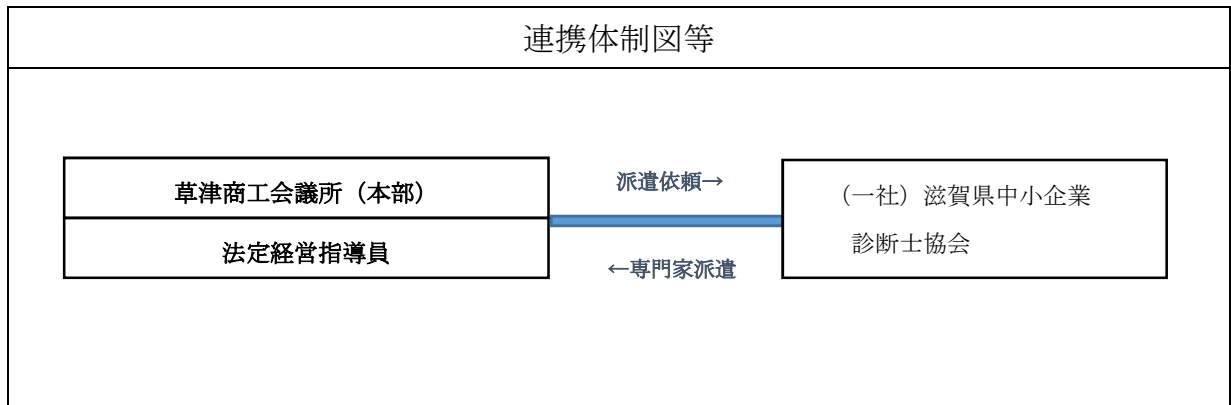 連携体制図等
草津商工会議所（本部）
法定経営指導員
派遣依頼→
←専門家派遣
（一社）滋賀県中小企業
診断士協会